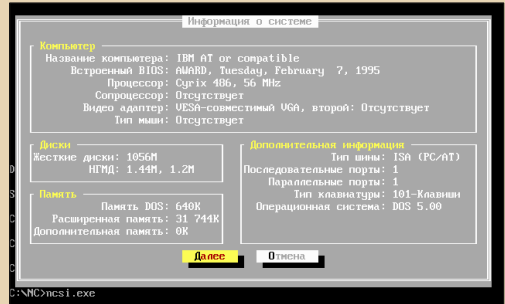 Информация о системе
Компьютер
Название компьютера: IBM AT or compatible
Встроенный BIOS: AWARD, Tuesday, February 7, 1995
Процессор: Cyrix 486, 56 MHz
Сопроцессор: Отсутствует
Видео адаптер: VESA-совместимый VGA, второй: Отсутствует
Тип мыши: Отсутствует
Диски
Жесткие диски: 1056M
НГМД: 1.44M, 1.2M
Память
Память DOS: 640K
Расширенная память: 31 744K
Дополнительная память: 0K
Дополнительная информация
Тип шины: ISA (PC/AT)
Последовательные порты: 1
Параллельные порты: 1
Тип клавиатуры: 101-Клавиши
Операционная система: DOS 5.00
Далее
Отмена
D
S
C
C
C
C:\NC>ncsi.exe